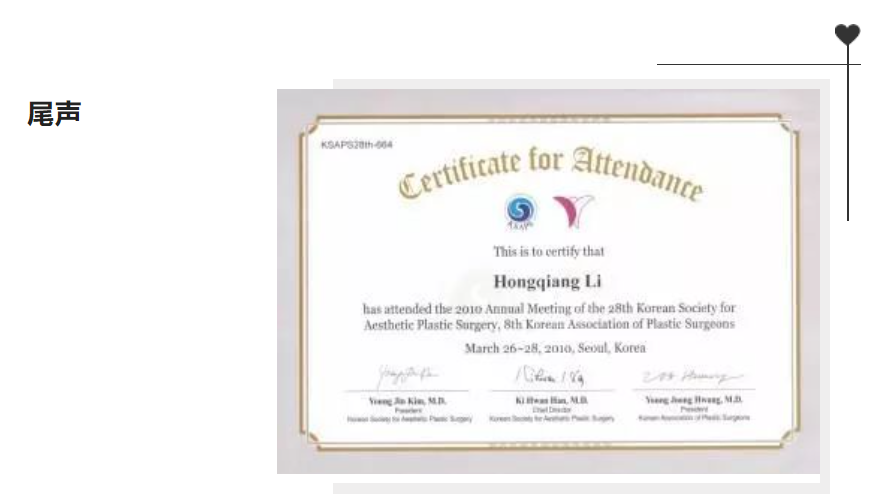 尾声
KSAPS28th-664
Certificate for Attendance
KSAPS
This is to certify that
Hongqiang Li
has attended the 2010 Annual Meeting of the 28th Korean Society for
Aesthetic Plastic Surgery, 8th Korean Association of Plastic Surgeons
March 26-28, 2010, Seoul, Korea
Young Jin Kim, M.D.
President
Korean Society for Aesthetic Plastic Surgery
Ki Hwan Han, M.D.
Chief Director
Korean Society for Aesthetic Plastic Surgery
Young Joong Hwang, M.D.
President
Korean Association of Plastic Surgeons